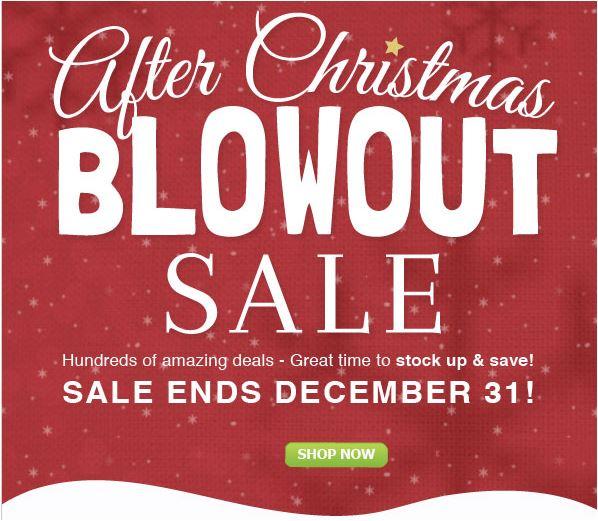 After Christmas
BLOWOUT
SALE
Hundreds of amazing deals - Great time to stock up & save!
SALE ENDS DECEMBER 31!
SHOP NOW